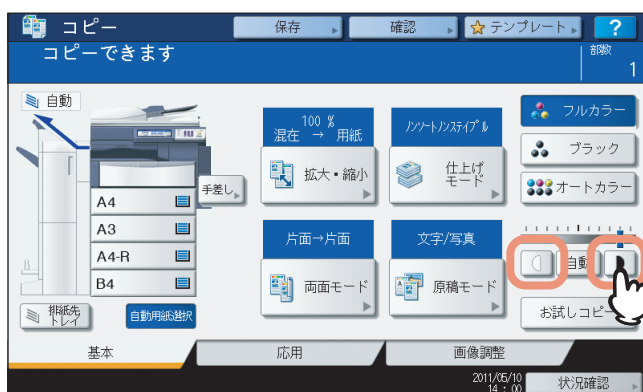 コピー
保存
確認
テンプレート
?
コピーできます
部数
1
自動
100 %
混在 → 用紙
ノンソートノンステイプル
フルカラー
拡大・縮小
仕上げ
モード
ブラック
手差し
オートカラー
A4
A3
A4-R
B4
片面→片面
文字/写真
自動
両面モード
原稿モード
排紙先
トレイ
自動用紙選択
お試しコピー
基本
応用
画像調整
2011/05/10
14 : 00
状況確認